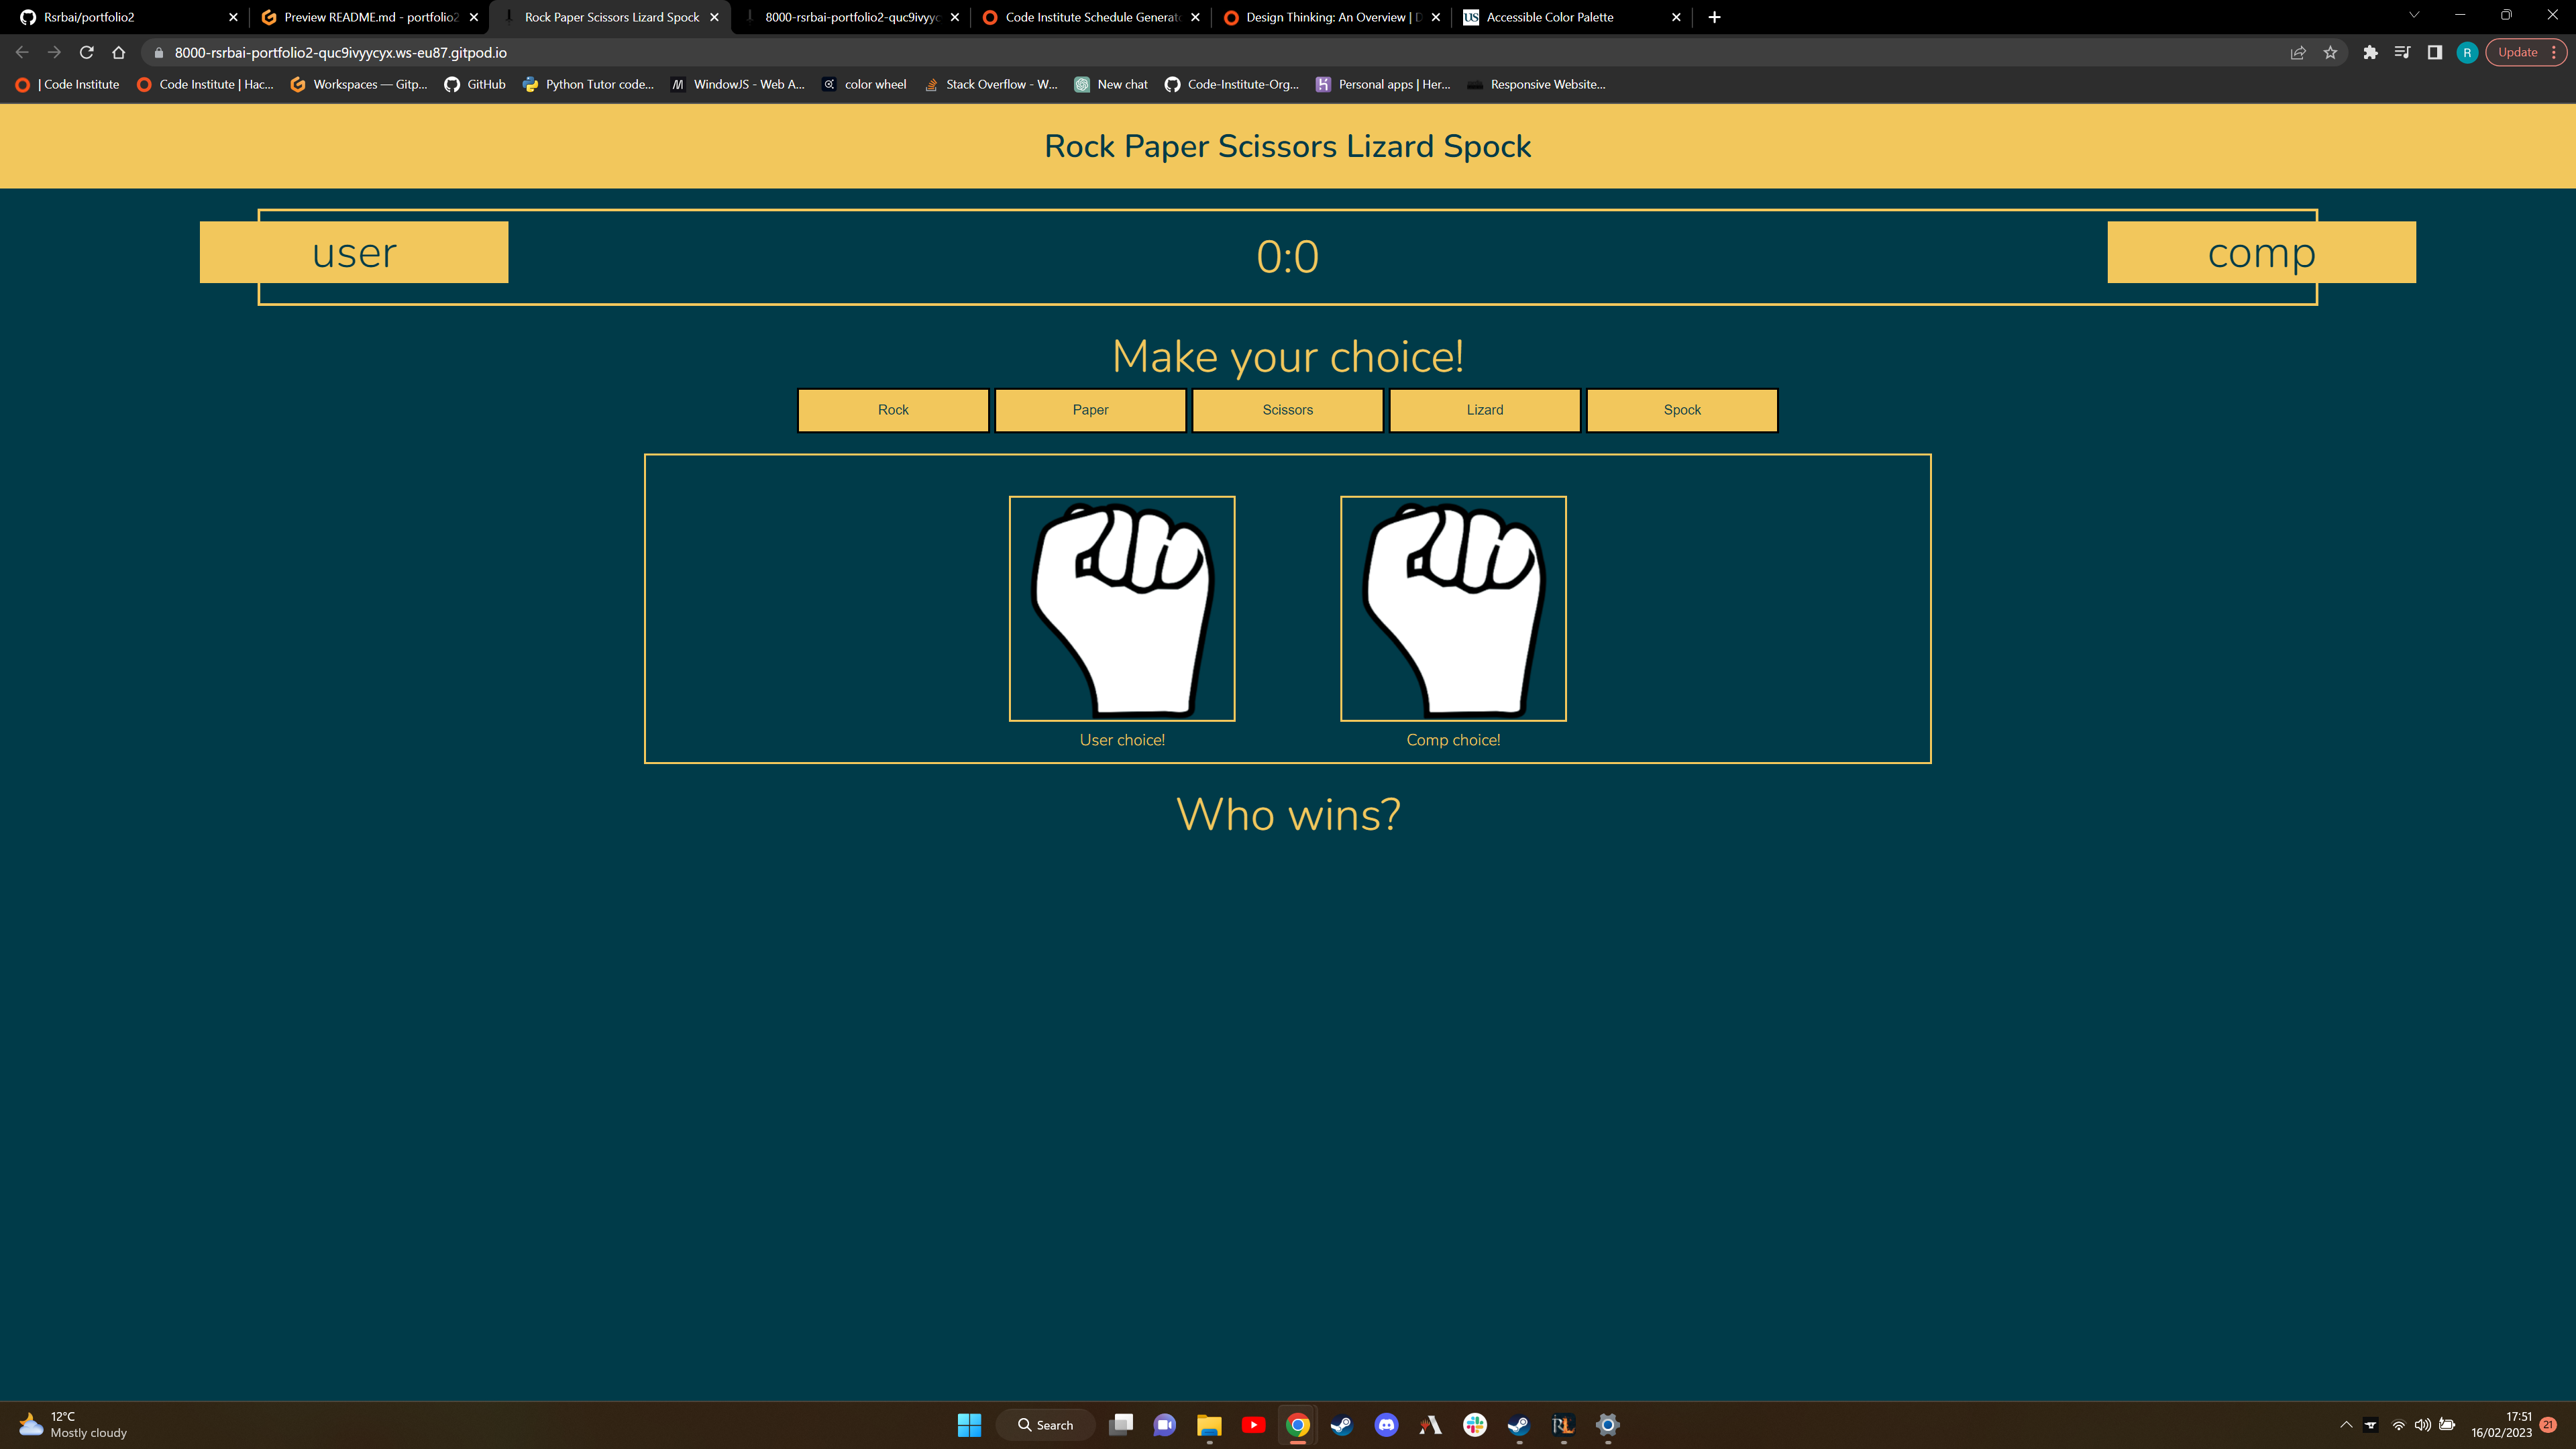 Rsrbai/portfolio2
Preview README.md - portfolio2
Rock Paper Scissors Lizard Spock
8000-rsrbai-portfolio2-quc9ivyyc
Code Institute Schedule Generato
Design Thinking: An Overview | D
US Accessible Color Palette
8000-rsrbai-portfolio2-quc9ivyycyx.ws-eu87.gitpod.io
R
Update
| Code Institute
Code Institute | Hac...
Workspaces — Gitp...
GitHub
Python Tutor code...
WindowJS - Web A...
color wheel
Stack Overflow - W...
New chat
Code-Institute-Org...
Personal apps | Her...
Responsive Website...
Rock Paper Scissors Lizard Spock
user
0:0
comp
Make your choice!
Rock
Paper
Scissors
Lizard
Spock
User choice!
Comp choice!
Who wins?
12°C
Mostly cloudy
Search
17:51
16/02/2023
21